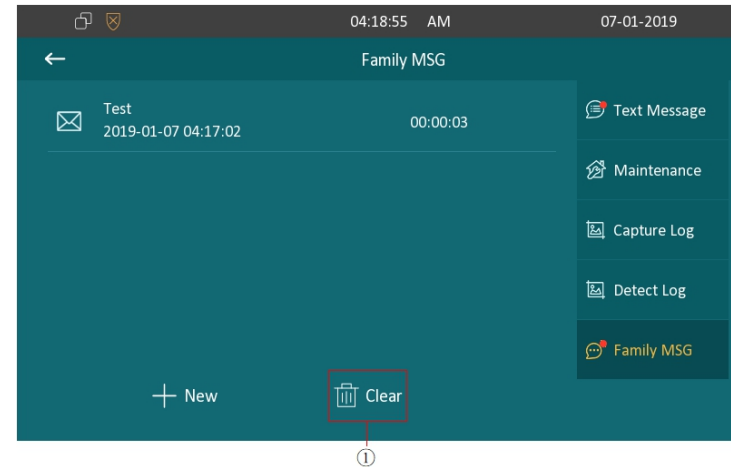 04:18:55 AM 07-01-2019
Family MSG
Test
2019-01-07 04:17:02
00:00:03
Text Message
Maintenance
Capture Log
Detect Log
Family MSG
New
Clear
①